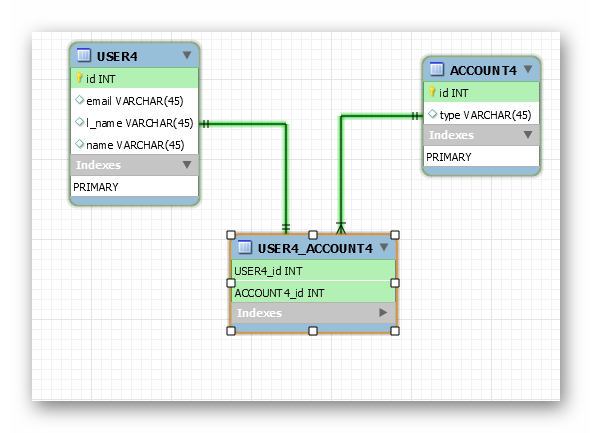 USER4
id INT
email VARCHAR(45)
l_name VARCHAR(45)
name VARCHAR(45)
Indexes
PRIMARY
ACCOUNT4
id INT
type VARCHAR(45)
Indexes
PRIMARY
USER4_ACCOUNT4
USER4_id INT
ACCOUNT4_id INT
Indexes